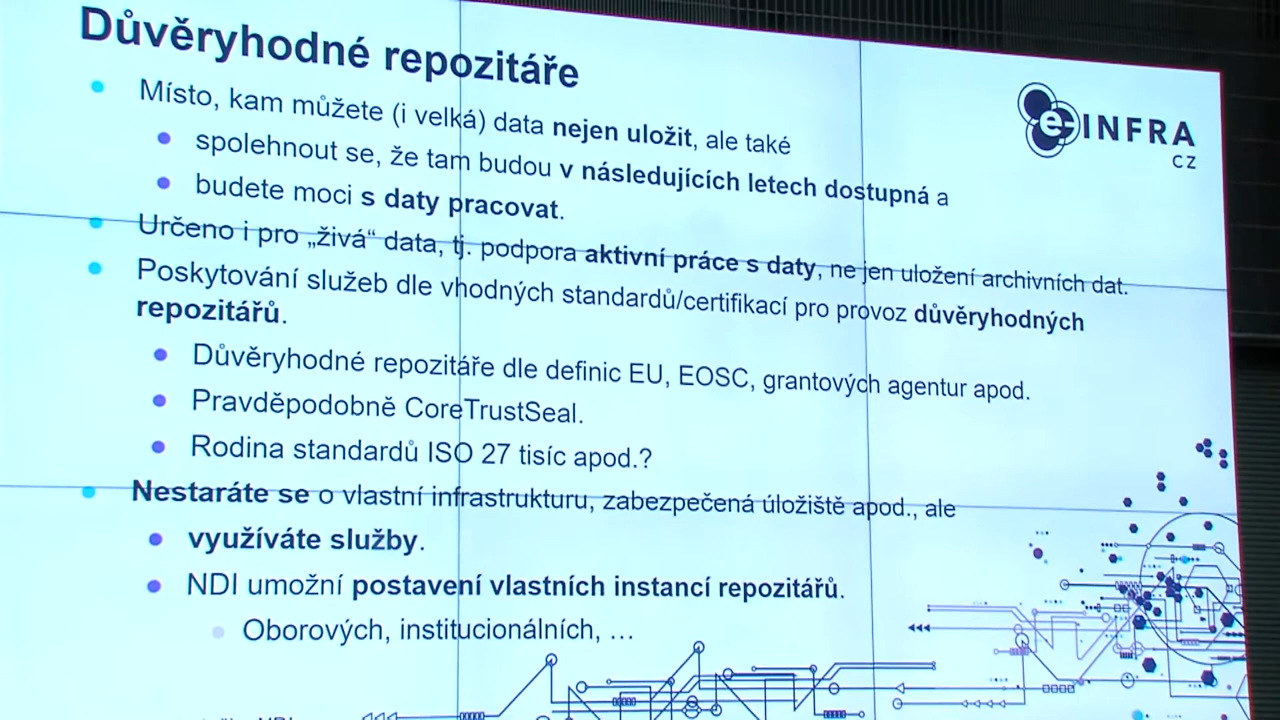 Důvěryhodné repozitáře
Místo, kam můžete (i velká) data nejen uložit, ale také
spolehnout se, že tam budou v následujících letech dostupná a
budete moci s daty pracovat.
Určeno i pro „živá“ data, tj. podpora aktivní práce s daty, ne jen uložení archivních dat.
Poskytování služeb dle vhodných standardů/certifikací pro provoz důvěryhodných
repozitářů.
Důvěryhodné repozitáře dle definic EU, EOSC, grantových agentur apod.
Pravděpodobně CoreTrustSeal.
Rodina standardů ISO 27 tisíc apod.?
Nestaráte se o vlastní infrastrukturu, zabezpečená úložiště apod., ale
využíváte služby.
NDI umožní postavení vlastních instancí repozitářů.
Oborových, institucionálních, …
e-INFRA
CZ